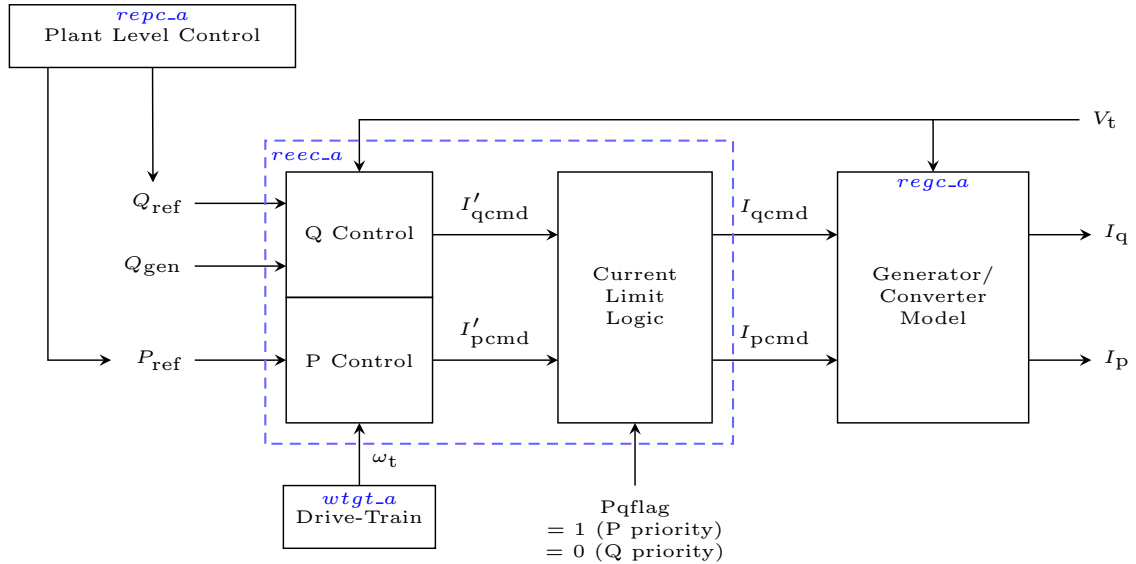 repc_a
Plant Level Control
V_t
reec_a
regc_a
Q_ref
I'_qcmd
I_qcmd
Q Control
I_q
Q_gen
Current
Limit
Logic
Generator/
Converter
Model
P_ref
I'_pcmd
I_pcmd
P Control
I_p
ω_t
wtgt_a
Drive-Train
Pqflag
= 1 (P priority)
= 0 (Q priority)